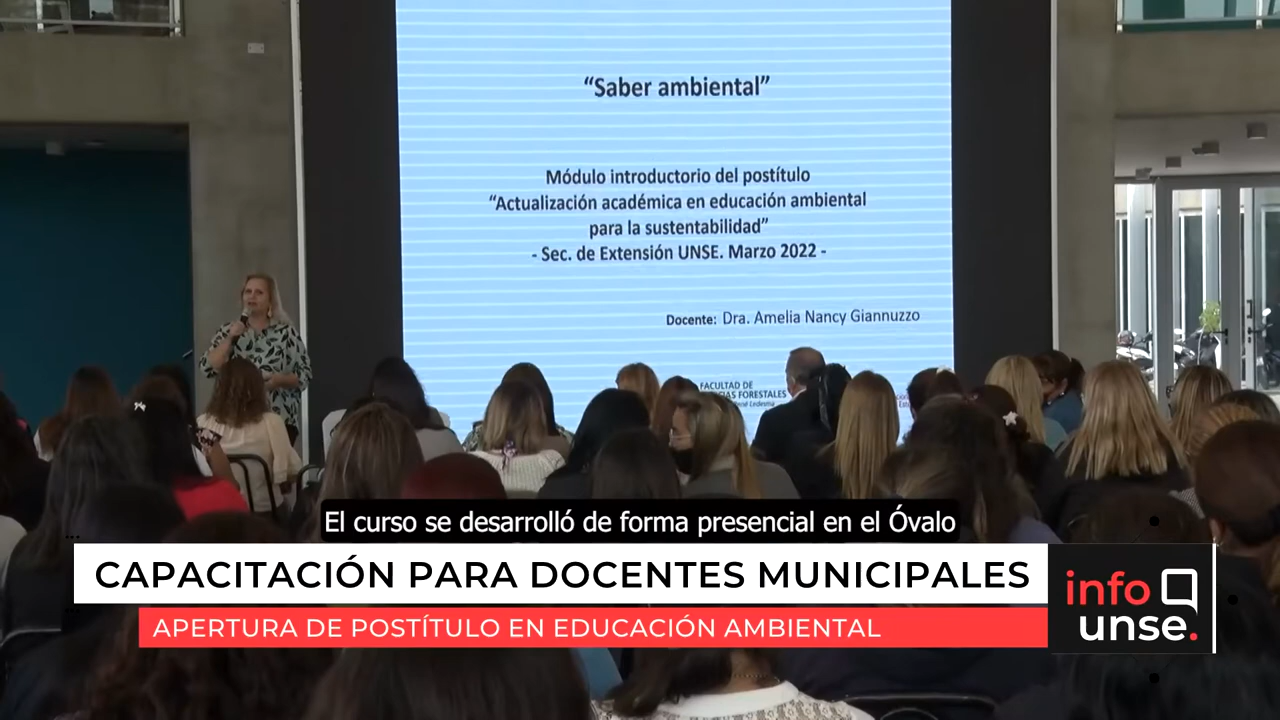 “Saber ambiental”
Módulo introductorio del postítulo
“Actualización académica en educación ambiental
para la sustentabilidad”
- Sec. de Extensión UNSE. Marzo 2022 -
Docente: Dra. Amelia Nancy Giannuzzo
FACULTAD DE
FORESTALES
El curso se desarrolló de forma presencial en el Óvalo
CAPACITACIÓN PARA DOCENTES MUNICIPALES
APERTURA DE POSTÍTULO EN EDUCACIÓN AMBIENTAL
info
unse.